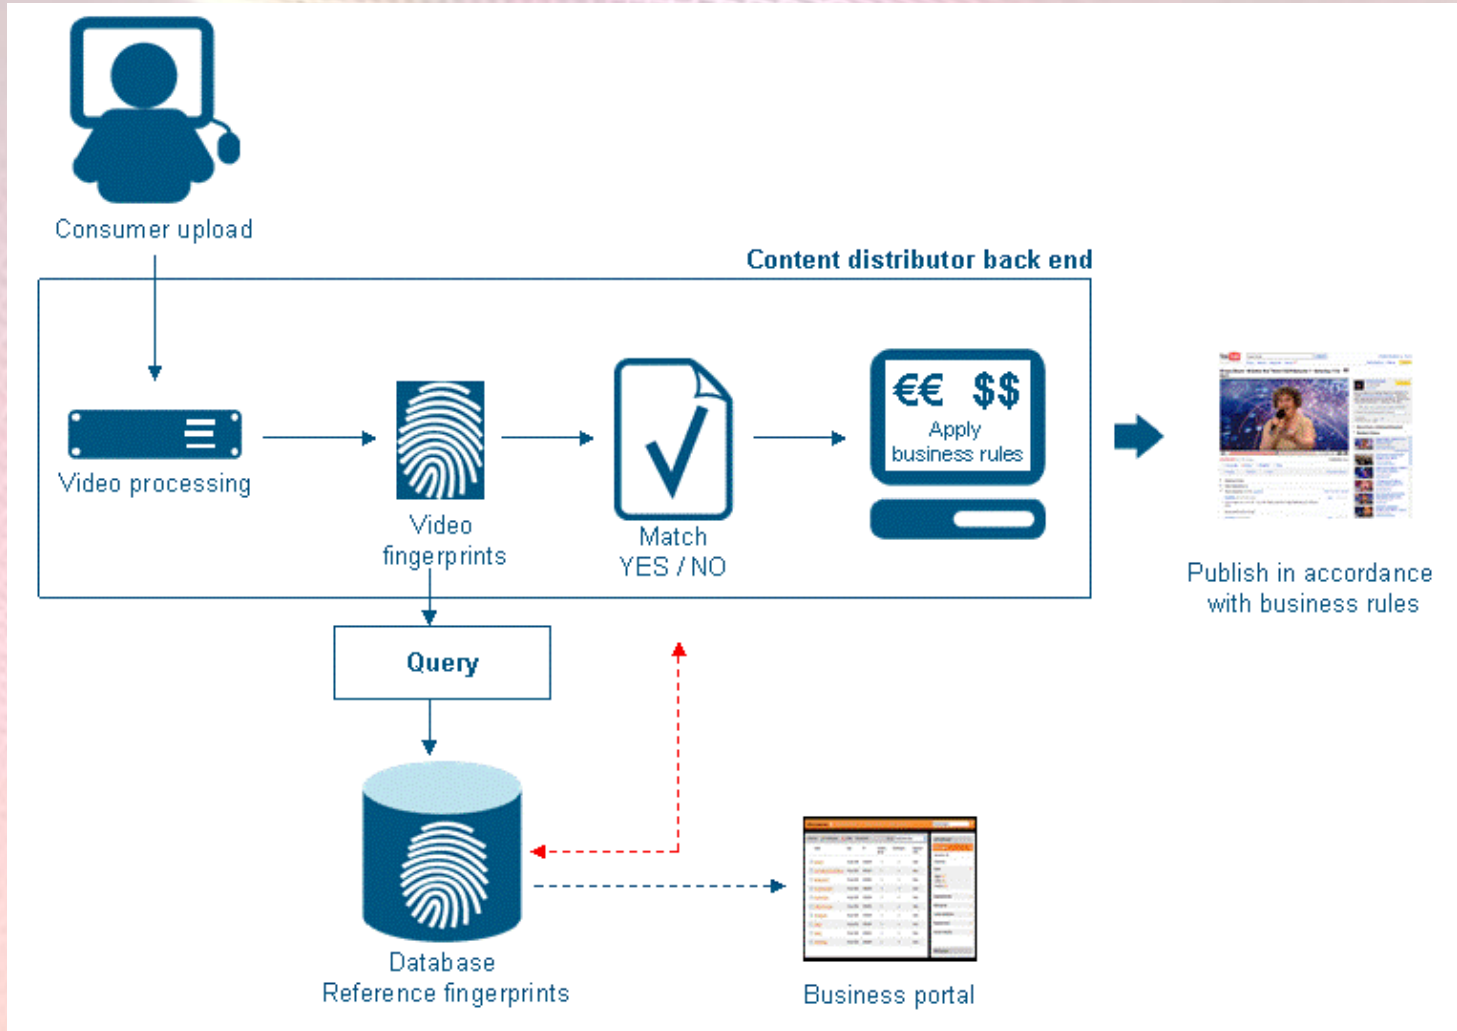 Consumer upload
Content distributor back end
€€ $$
Apply
business rules
Video processing
Video
fingerprints
Match
YES / NO
Publish in accordance
with business rules
Query
Database
Reference fingerprints
Business portal